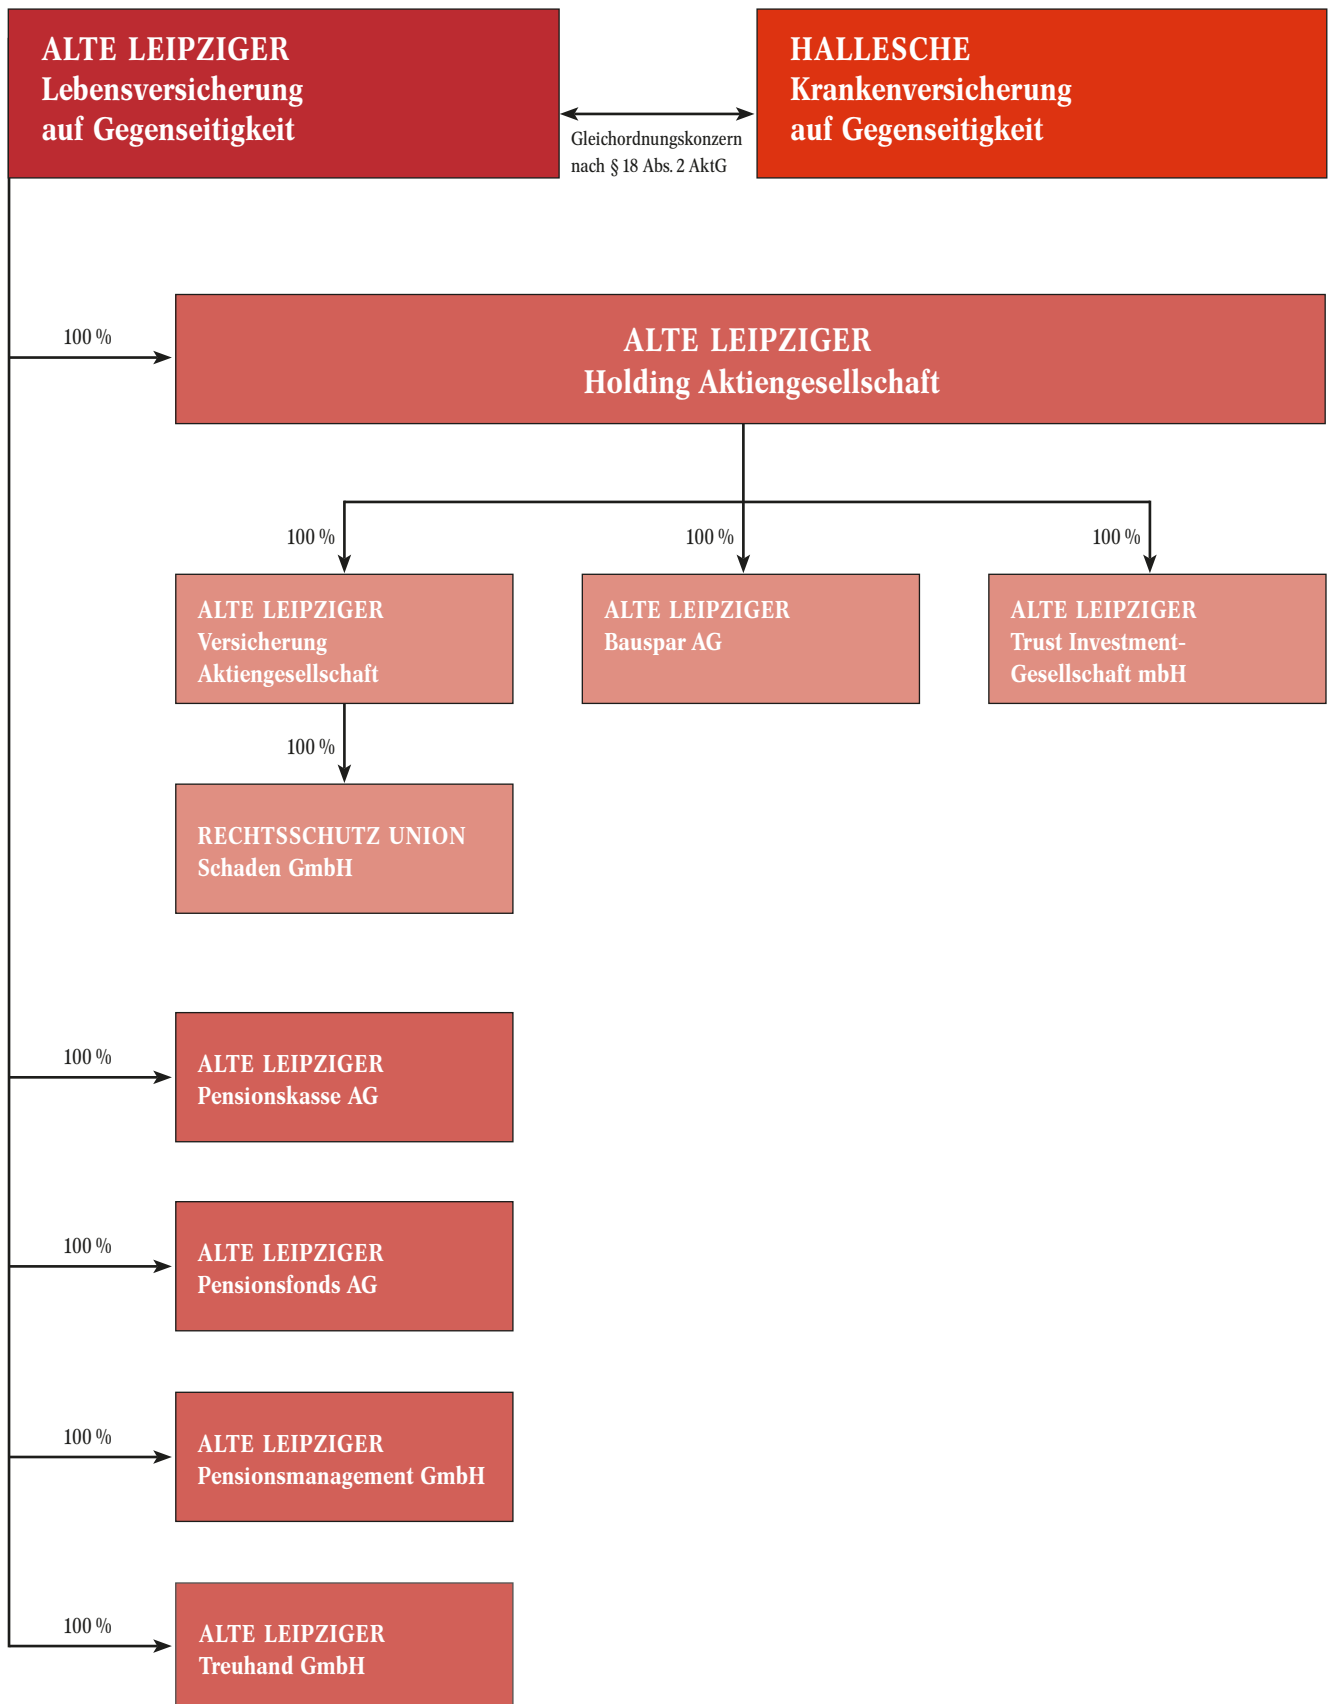 ALTE LEIPZIGER
Lebensversicherung
auf Gegenseitigkeit
Gleichordnungskonzern
nach § 18 Abs. 2 AktG
HALLESCHE
Krankenversicherung
auf Gegenseitigkeit
100 %
ALTE LEIPZIGER
Holding Aktiengesellschaft
100 %
100 %
100 %
ALTE LEIPZIGER
Versicherung
Aktiengesellschaft
ALTE LEIPZIGER
Bauspar AG
ALTE LEIPZIGER
Trust Investment-
Gesellschaft mbH
100 %
RECHTSSCHUTZ UNION
Schaden GmbH
100 %
ALTE LEIPZIGER
Pensionskasse AG
100 %
ALTE LEIPZIGER
Pensionsfonds AG
100 %
ALTE LEIPZIGER
Pensionsmanagement GmbH
100 %
ALTE LEIPZIGER
Treuhand GmbH